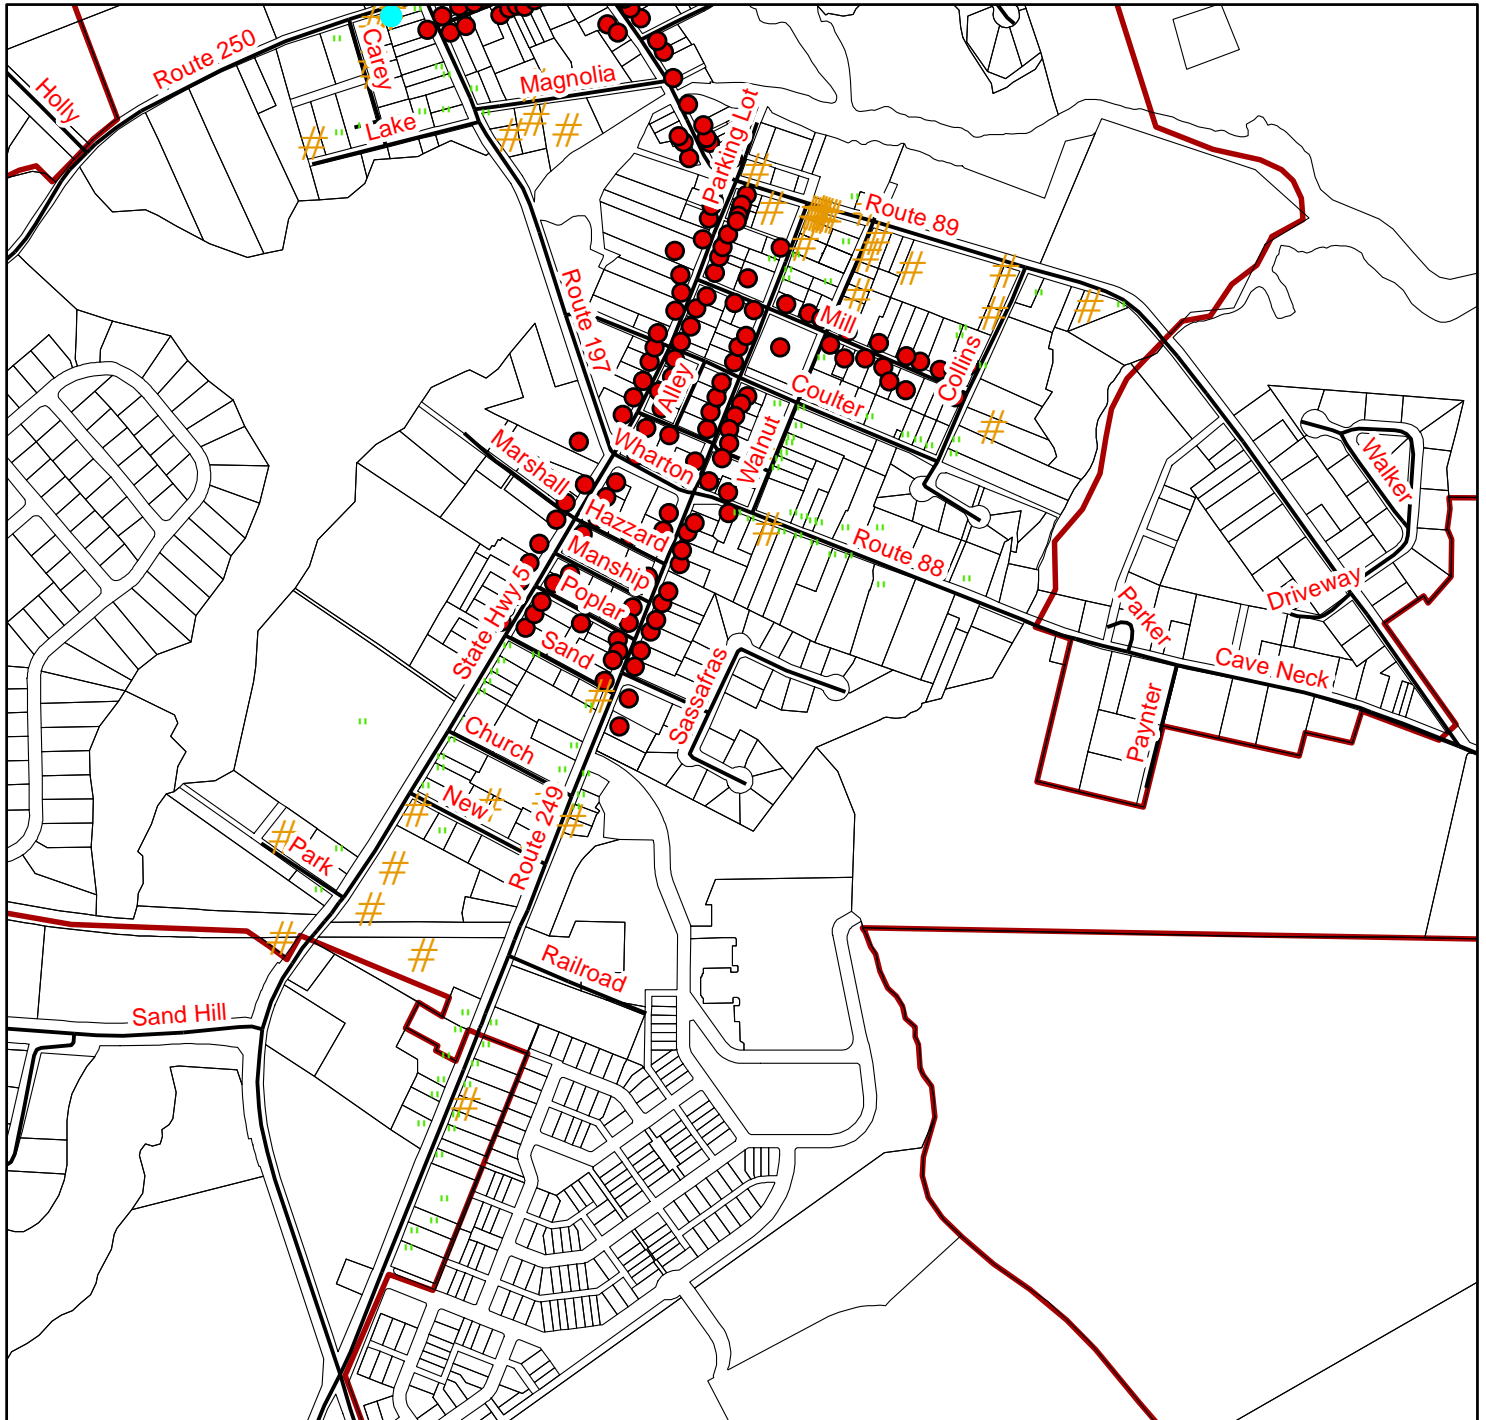 Route 250
Carey
Holly
Magnolia
Lake
Parking Lot
Route 89
Route 197
Mill
Alley
Collins
Coulter
Walnut
Wharton
Marshall
Walker
Hazzard
Route 88
Manship
Poplar
State Hwy 5
Driveway
Parker
Sand
Sassafras
Cave Neck
Paynter
Church
New
Route 249
Park
Railroad
Sand Hill